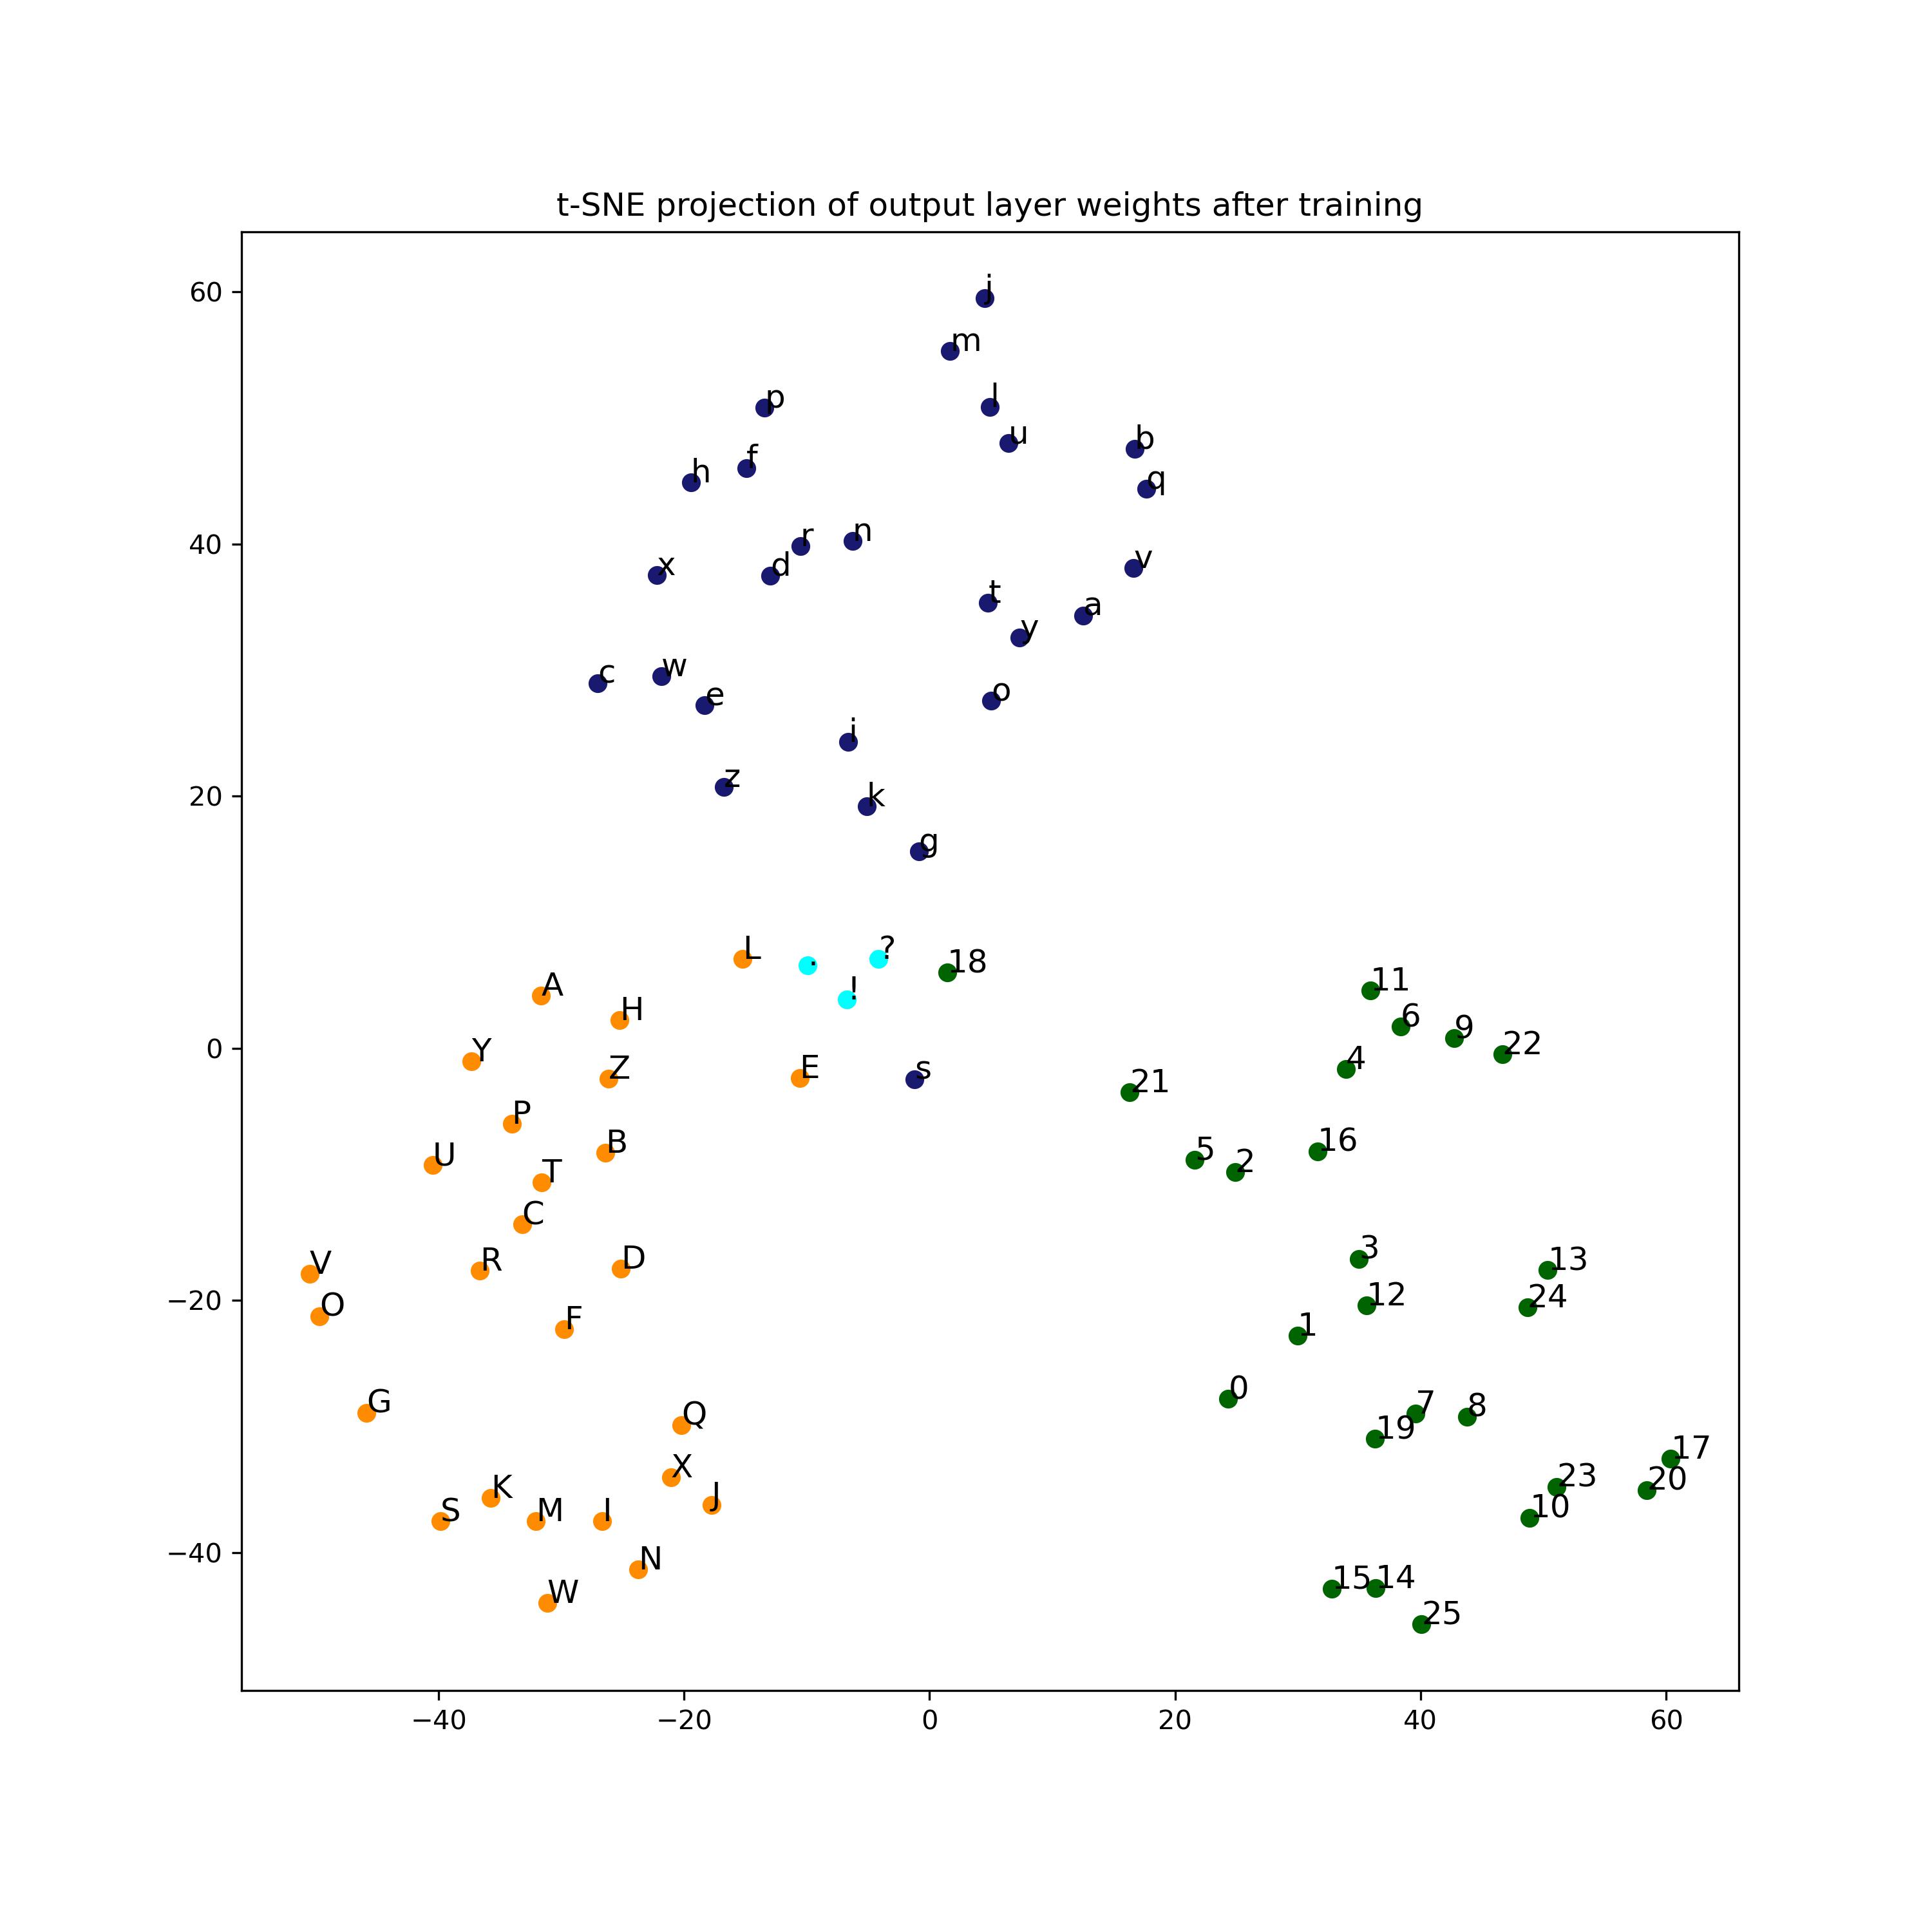 t-SNE projection of output layer weights after training
60
j
m
p
l
u
b
f
h
q
40
r
n
x
d
v
t
a
y
c
w
e
o
i
20
z
k
g
L
.
?
18
A
!
11
H
6
9
22
0
Y
Z
E
s
21
4
P
B
U
T
5
2
16
C
V
R
D
3
13
−20
O
F
12
24
1
G
Q
0
7
8
19
X
17
K
J
23
20
S
M
I
10
−40
N
W
15
14
25
−40
−20
0
20
40
60